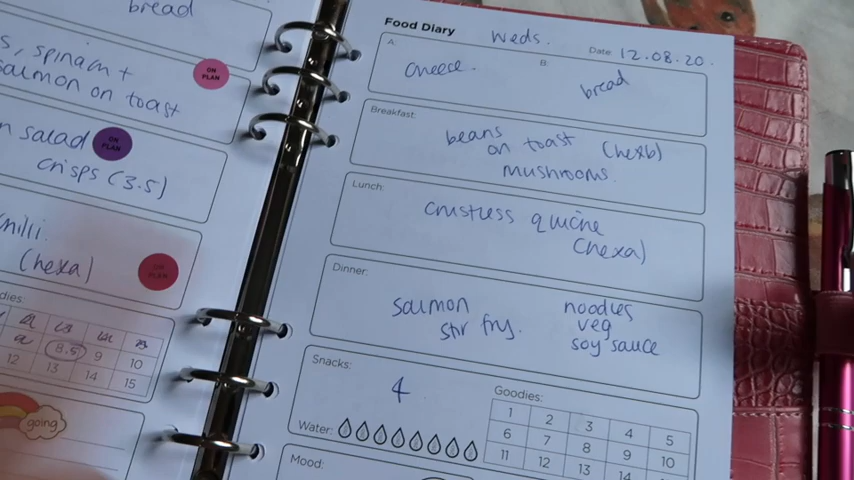 bread
s, spinach +
salmon on toast
ON PLAN
n salad
ON PLAN
crisps (3.5)
chilli
(hexa)
ON PLAN
dies:
8.5 9 10
12 13 14 15
going
Food Diary
Weds.
Date 12.08.20.
A.
cheese.
B
bread
Breakfast:
beans
on toast (hexb)
mushrooms.
Lunch:
crustless quiche
(hexa)
Dinner:
salmon
stir fry.
noodles
veg
soy sauce
Snacks:
4
Water:
Goodies:
1 2 3 4 5
6 7 8 9 10
11 12 13 14
Mood: